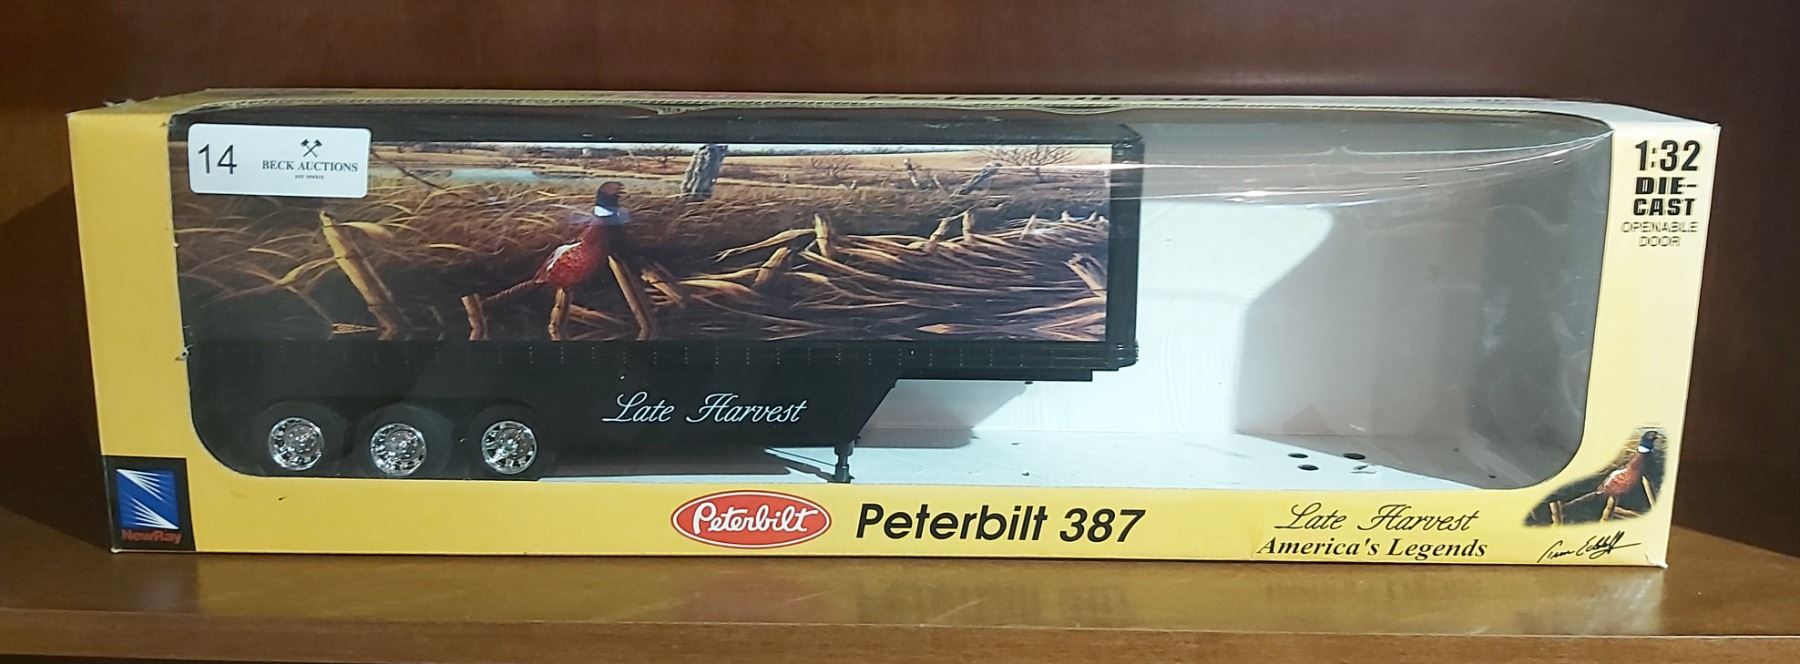 14
BECK AUCTIONS
1:32
DIE-
CAST
OPENABLE
DOOR
Late Harvest
NewRay
Peterbilt
Peterbilt 387
Late Harvest
America's Legends